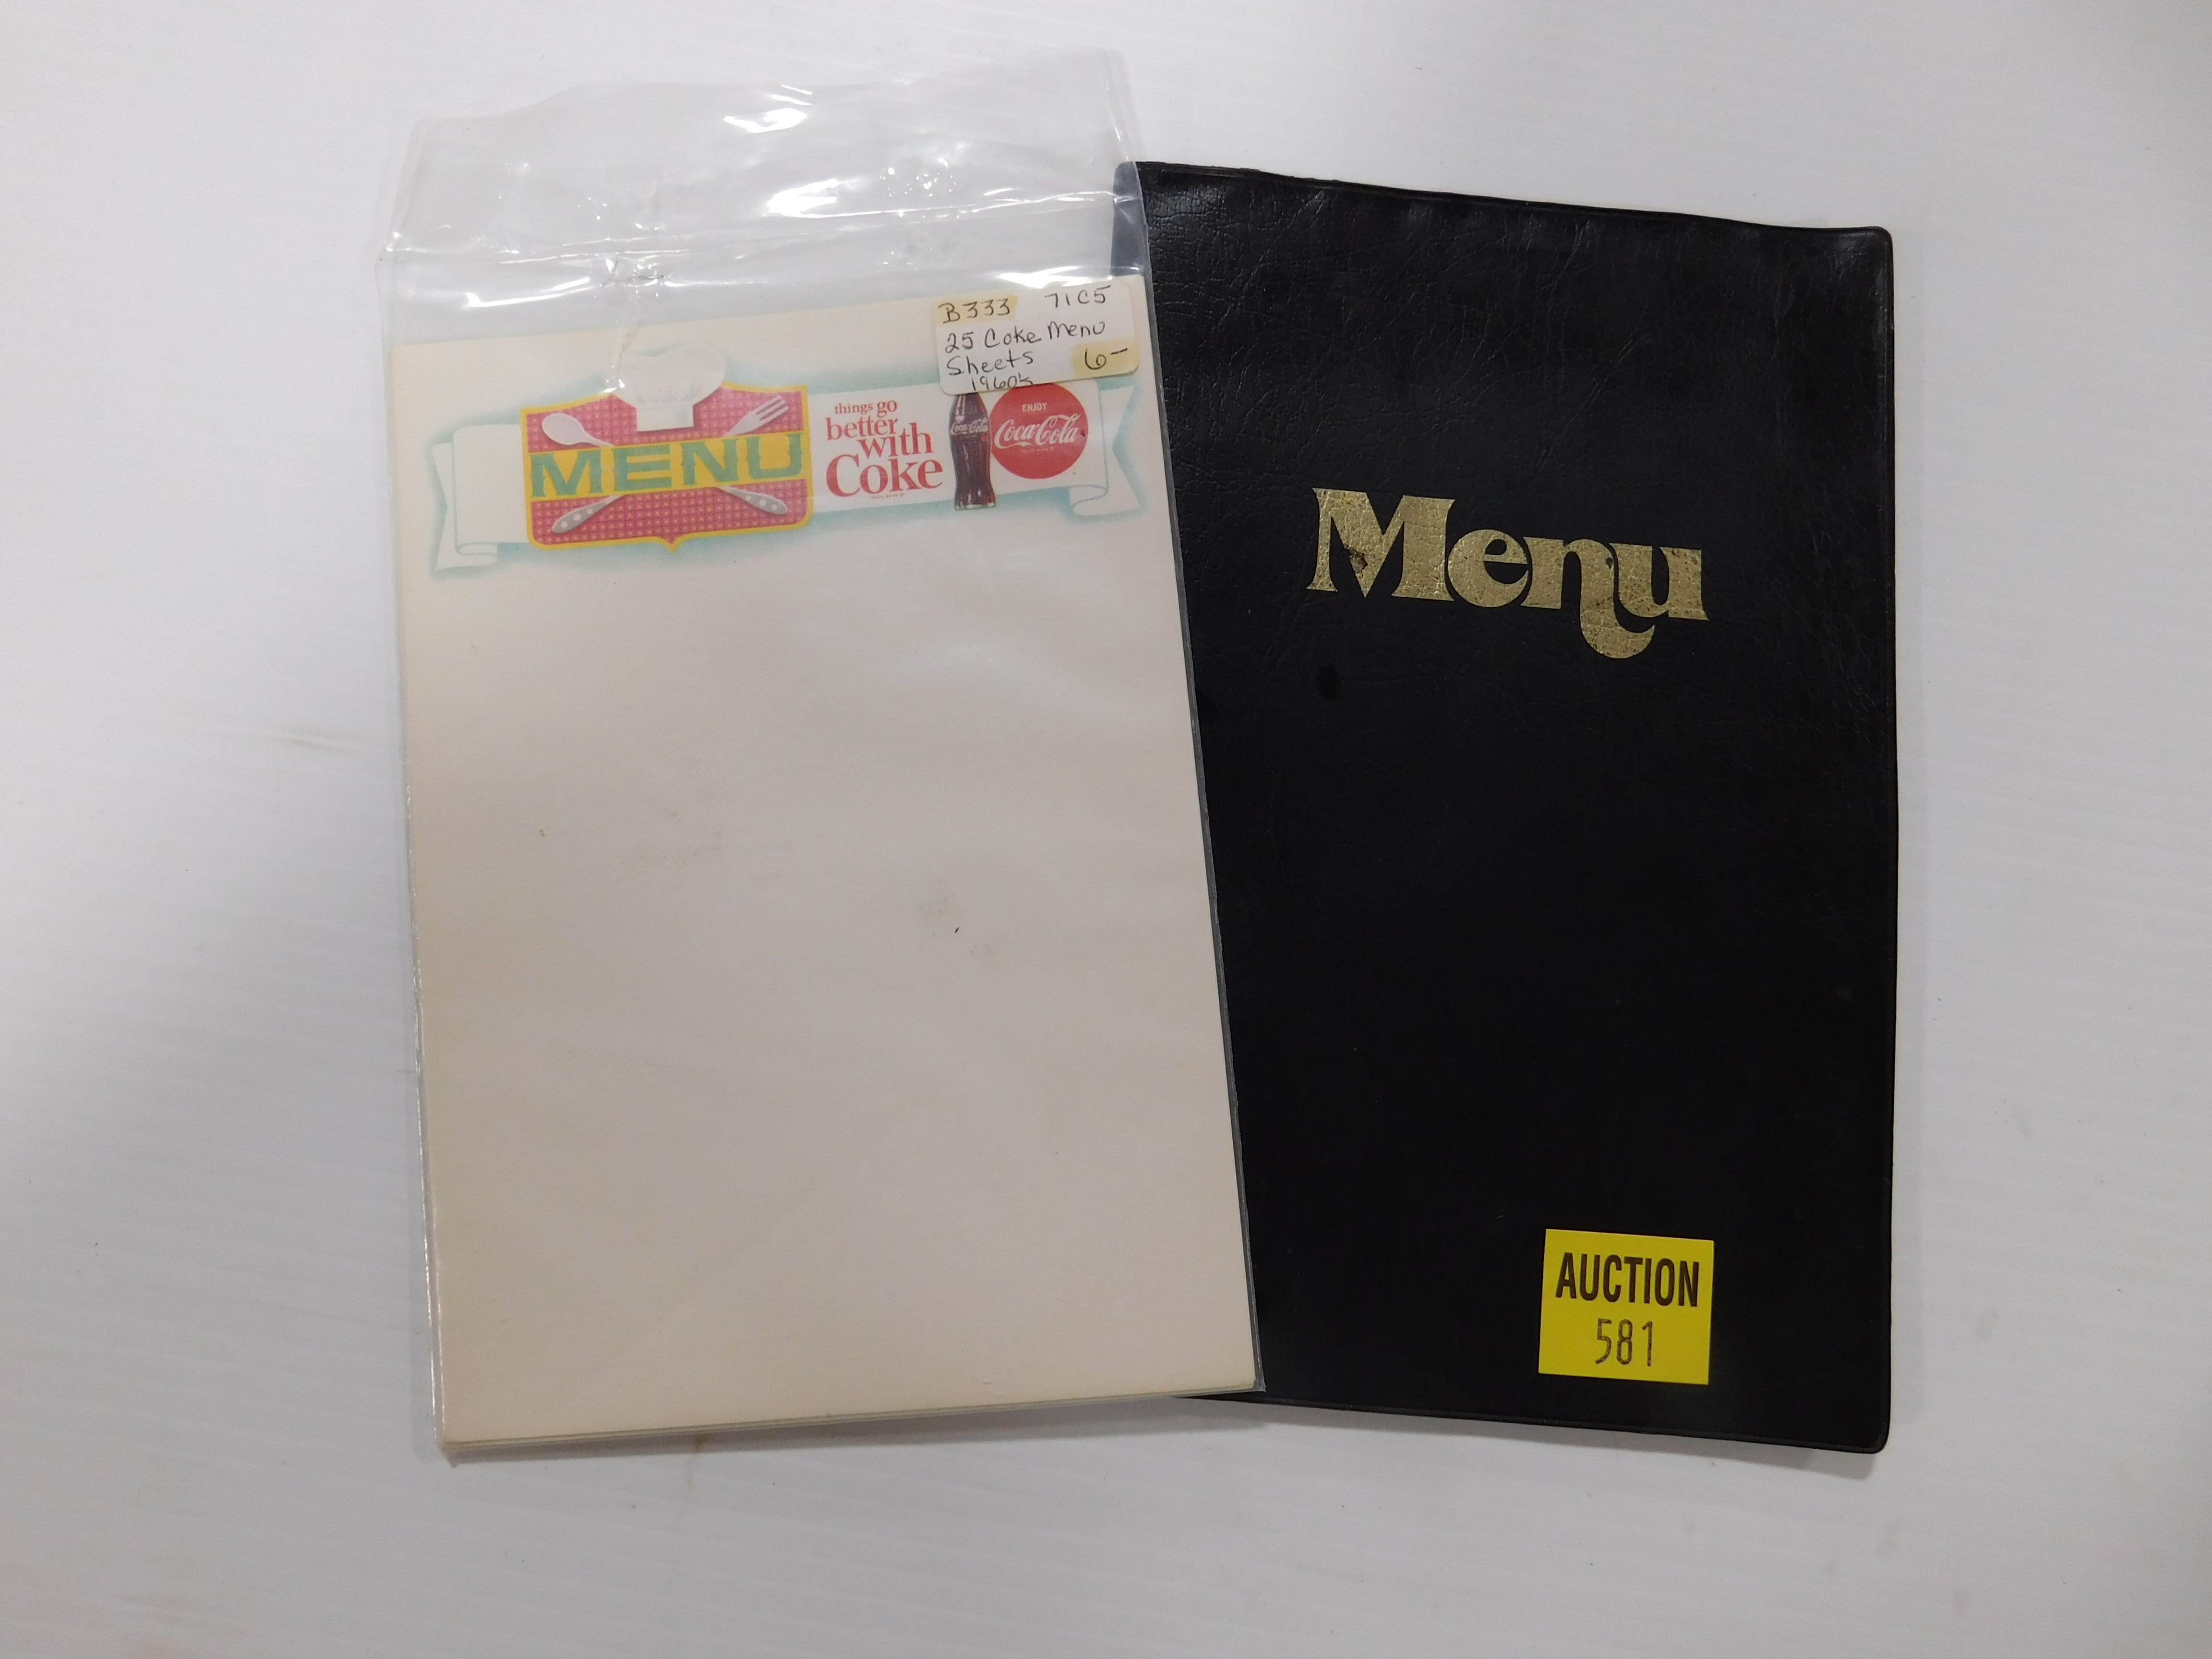 B333 71C5
25 Coke Menu
Sheets 6-
1960's
MENU
things go
better
with
Coke
Coca-Cola
ENJOY
Coca-Cola
Menu
AUCTION
581